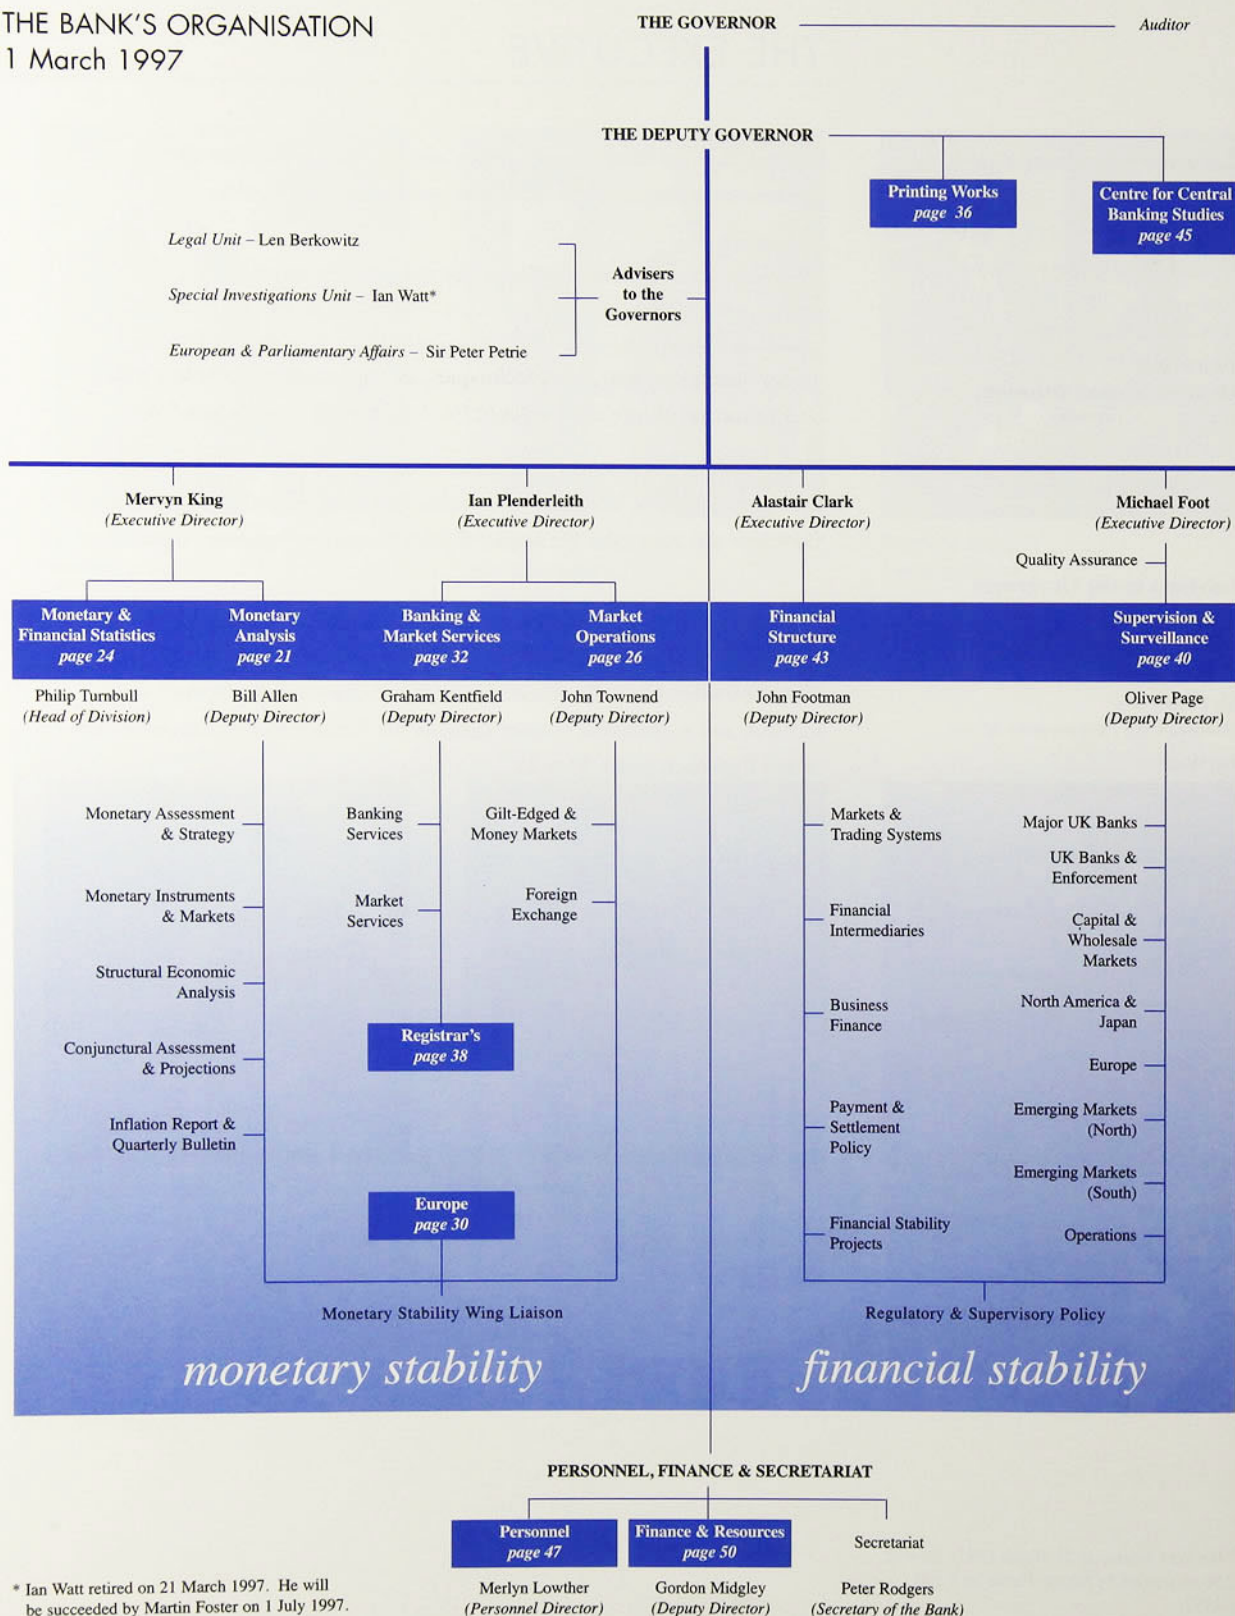 THE BANK'S ORGANISATION
1 March 1997
THE GOVERNOR
Auditor
THE DEPUTY GOVERNOR
Printing Works
page 36
Centre for Central
Banking Studies
page 45
Legal Unit – Len Berkowitz
Special Investigations Unit – Ian Watt*
European & Parliamentary Affairs – Sir Peter Petrie
Advisers
to the
Governors
Mervyn King
(Executive Director)
Ian Plenderleith
(Executive Director)
Alastair Clark
(Executive Director)
Michael Foot
(Executive Director)
Quality Assurance
Monetary &
Financial Statistics
page 24
Monetary
Analysis
page 21
Banking &
Market Services
page 32
Market
Operations
page 26
Financial
Structure
page 43
Supervision &
Surveillance
page 40
Philip Turnbull
(Head of Division)
Bill Allen
(Deputy Director)
Graham Kentfield
(Deputy Director)
John Townend
(Deputy Director)
John Footman
(Deputy Director)
Oliver Page
(Deputy Director)
Monetary Assessment
& Strategy
Monetary Instruments
& Markets
Structural Economic
Analysis
Conjunctural Assessment
& Projections
Inflation Report &
Quarterly Bulletin
Banking
Services
Market
Services
Registrar's
page 38
Europe
page 30
Gilt-Edged &
Money Markets
Foreign
Exchange
Monetary Stability Wing Liaison
monetary stability
Markets &
Trading Systems
Financial
Intermediaries
Business
Finance
Payment &
Settlement
Policy
Financial Stability
Projects
Major UK Banks
UK Banks &
Enforcement
Capital &
Wholesale
Markets
North America &
Japan
Europe
Emerging Markets
(North)
Emerging Markets
(South)
Operations
Regulatory & Supervisory Policy
financial stability
PERSONNEL, FINANCE & SECRETARIAT
Personnel
page 47
Finance & Resources
page 50
Secretariat
Merlyn Lowther
(Personnel Director)
Gordon Midgley
(Deputy Director)
Peter Rodgers
(Secretary of the Bank)
* Ian Watt retired on 21 March 1997. He will
be succeeded by Martin Foster on 1 July 1997.